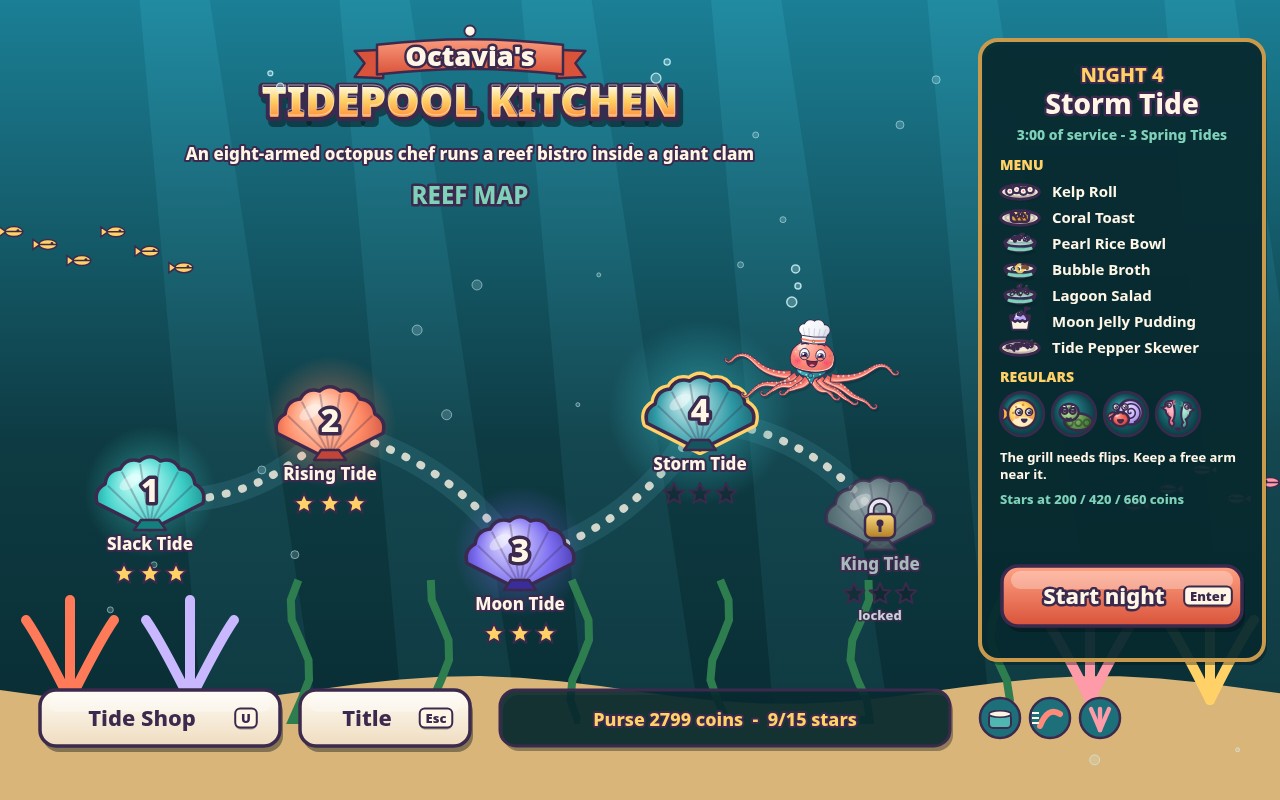 Octavia's
TIDEPOOL KITCHEN
An eight-armed octopus chef runs a reef bistro inside a giant clam
REEF MAP
1
Slack Tide
2
Rising Tide
3
Moon Tide
4
Storm Tide
King Tide
locked
NIGHT 4
Storm Tide
3:00 of service - 3 Spring Tides
MENU
Kelp Roll
Coral Toast
Pearl Rice Bowl
Bubble Broth
Lagoon Salad
Moon Jelly Pudding
Tide Pepper Skewer
REGULARS
The grill needs flips. Keep a free arm
near it.
Stars at 200 / 420 / 660 coins
Start night Enter
Tide Shop U
Title Esc
Purse 2799 coins - 9/15 stars